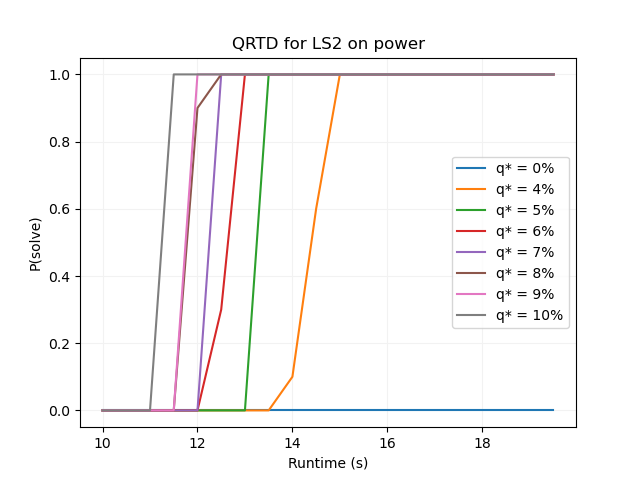 QRTD for LS2 on power
P(solve)
1.0
0.8
0.6
0.4
0.2
0.0
q* = 0%
q* = 4%
q* = 5%
q* = 6%
q* = 7%
q* = 8%
q* = 9%
q* = 10%
10 12 14 16 18
Runtime (s)